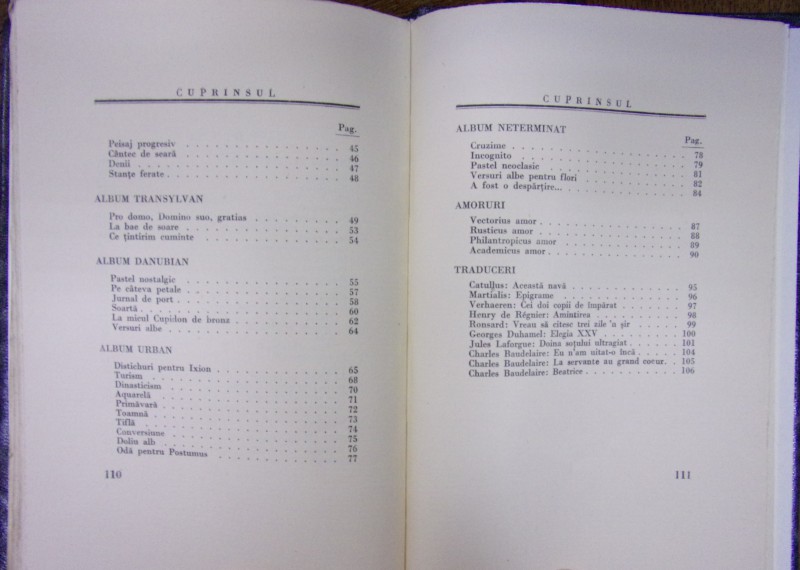 CUPRINSUL
Pag.
Peisaj progresiv 45
Cântec de seară 46
Denii 47
Stanțe ferate 48
ALBUM TRANSYLVAN
Pro domo, Domino suo, gratias 49
La bae de soare 53
Ce țintirim cuminte 54
ALBUM DANUBIAN
Pastel nostalgic 55
Pe câteva petale 57
Jurnal de port 58
Soartă 60
La micul Cupidon de bronz 62
Versuri albe 64
ALBUM URBAN
Distichuri pentru Ixion 65
Turism 68
Dinasticism 70
Aquarelă 71
Primăvară 72
Toamnă 73
Tiflă 74
Conversiune 75
Doliu alb 76
Odă pentru Postumus 77
110
CUPRINSUL
ALBUM NETERMINAT
Pag.
Cruzime 78
Incognito 79
Pastel neoclasic 81
Versuri albe pentru flori 82
A fost o despărțire... 84
AMORURI
Vectorius amor 87
Rusticus amor 88
Philantropicus amor 89
Academicus amor 90
TRADUCERI
Catullus: Această navă 95
Martialis: Epigrame 96
Verhaeren: Cei doi copii de împărat 97
Henry de Régnier: Amintirea 98
Ronsard: Vreau să citesc trei zile 'n șir 99
Georges Duhamel: Elegia XXV 100
Jules Laforgue: Doina soțului ultragiat 101
Charles Baudelaire: Eu n'am uitat-o încă 104
Charles Baudelaire: La servante au grand coeur. 105
Charles Baudelaire: Beatrice 106
111